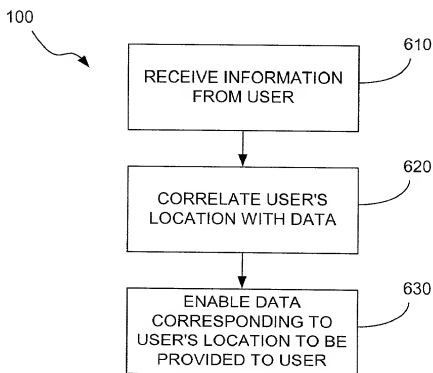 100
610
RECEIVE INFORMATION
FROM USER
620
CORRELATE USER'S
LOCATION WITH DATA
630
ENABLE DATA
CORRESPONDING TO
USER'S LOCATION TO BE
PROVIDED TO USER